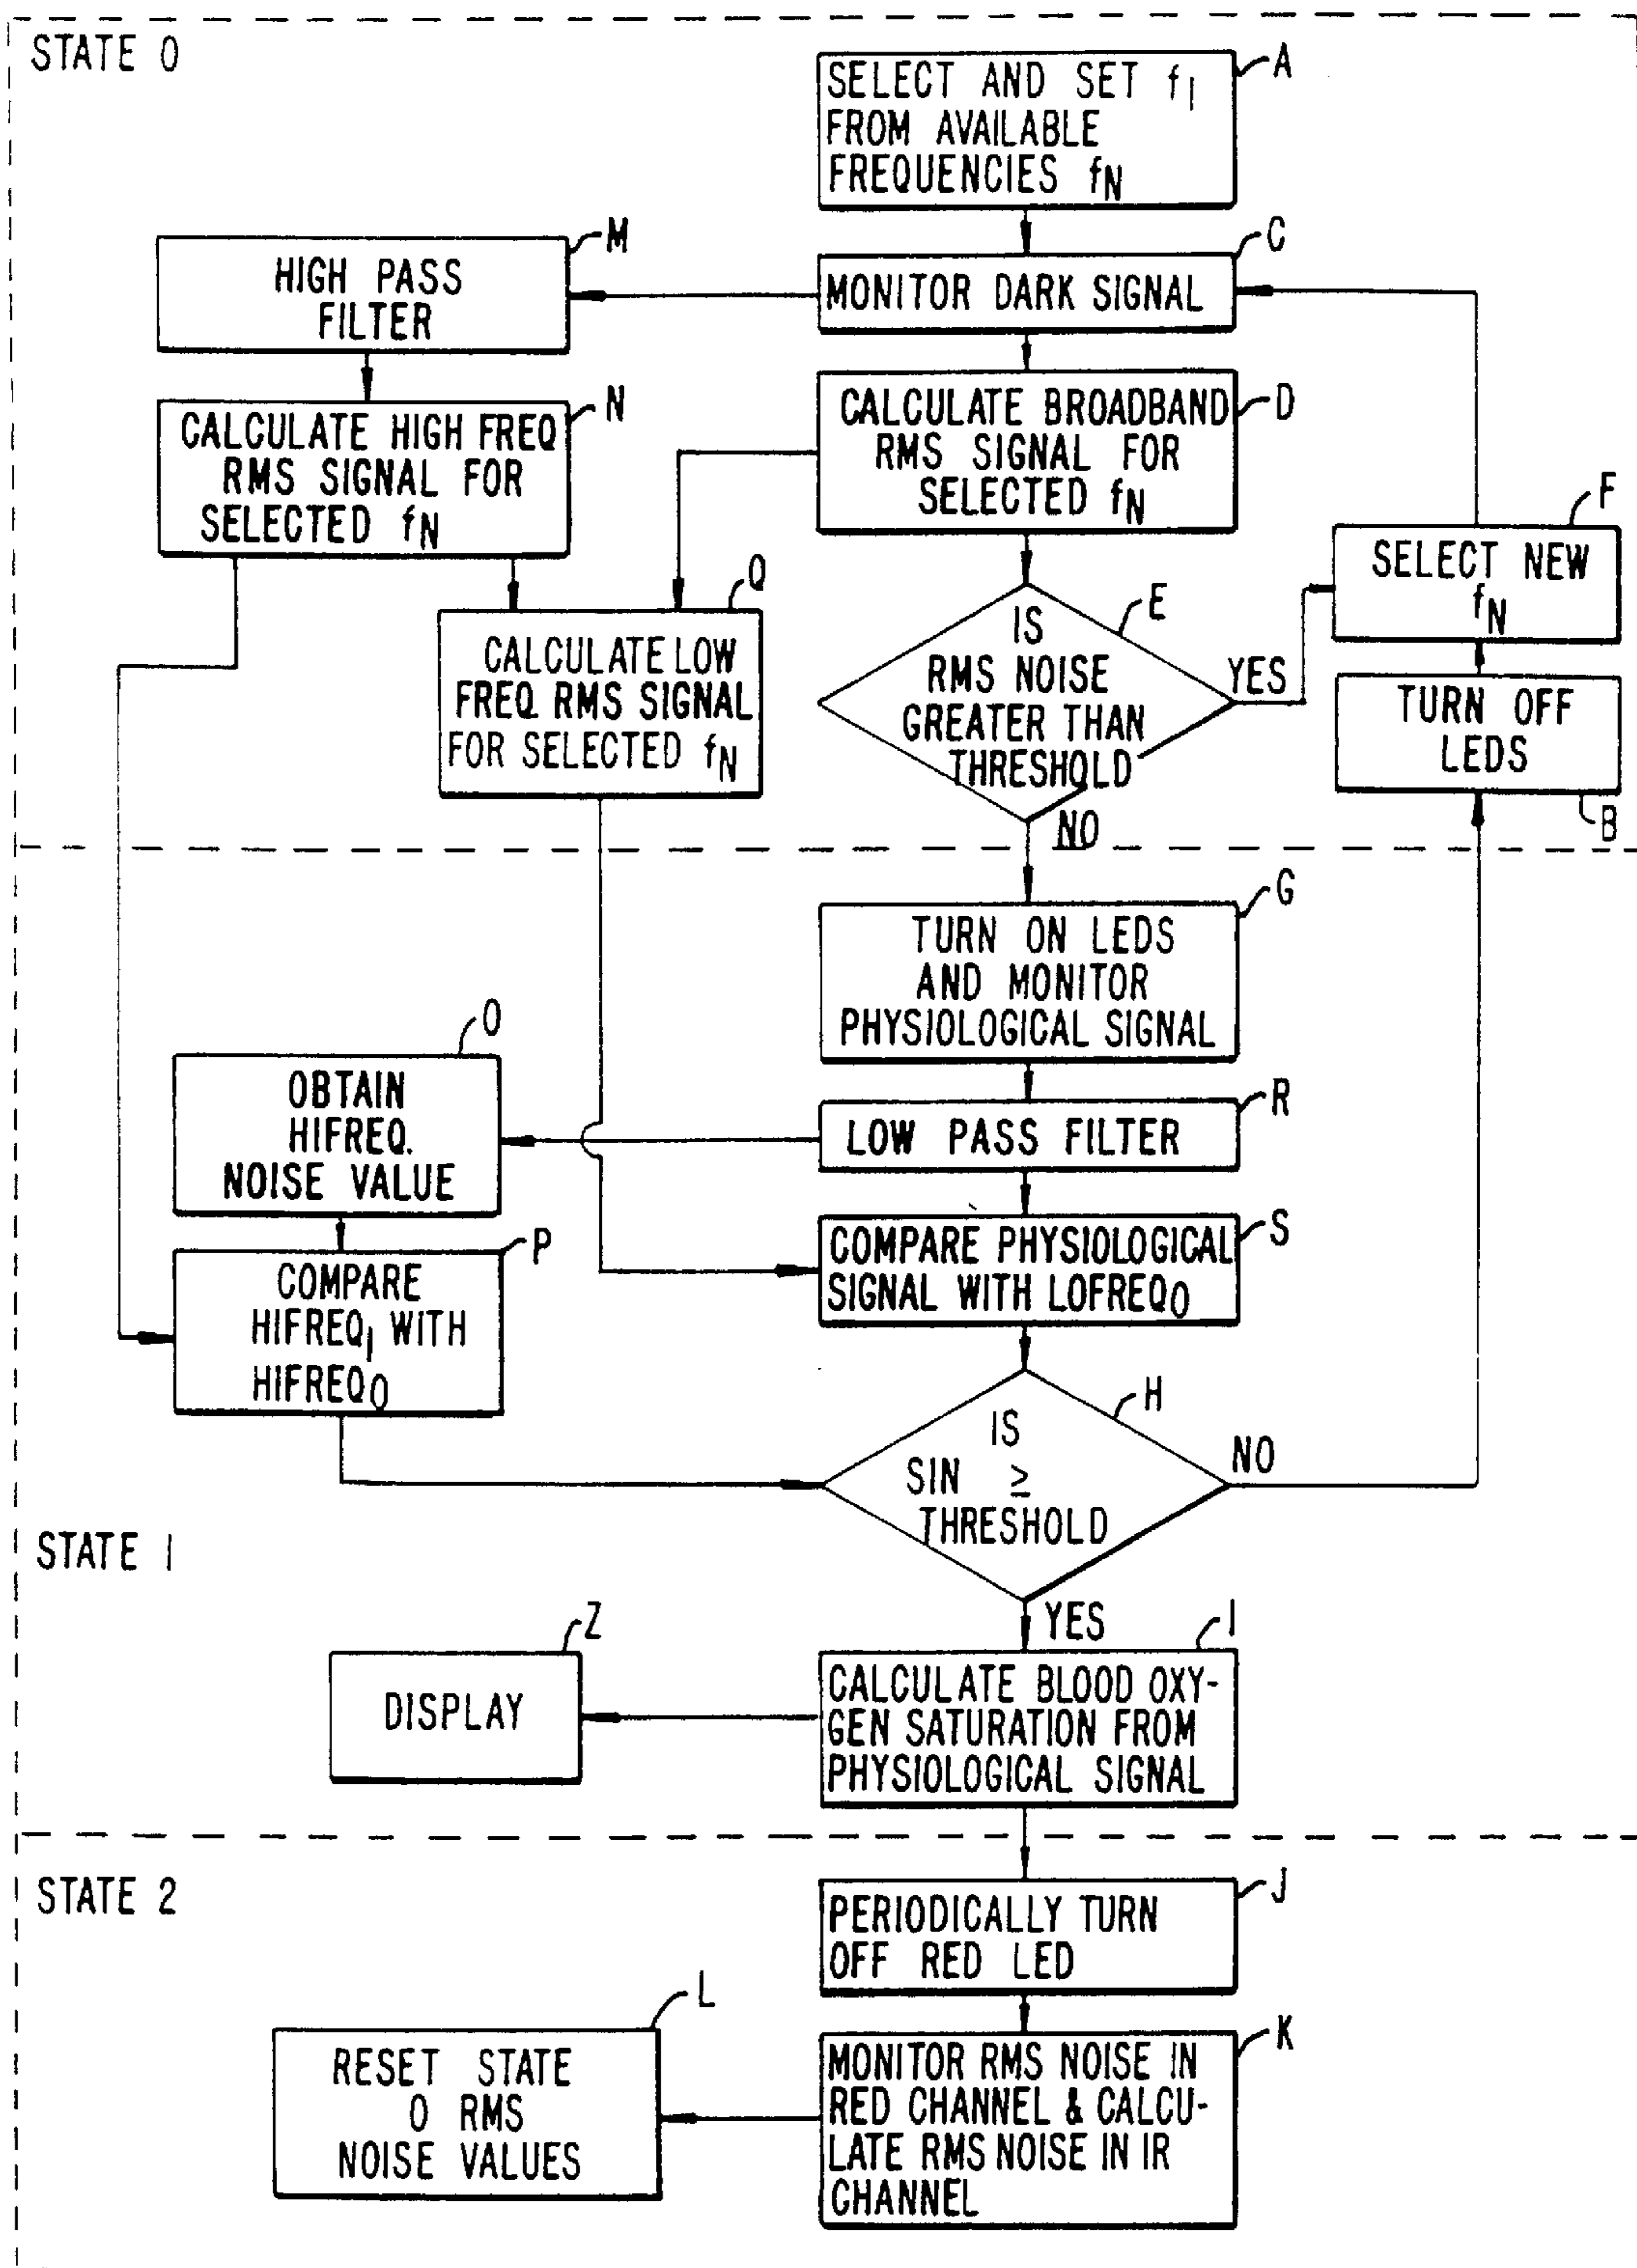 STATE 0
A
SELECT AND SET f1
FROM AVAILABLE
FREQUENCIES fN
M
HIGH PASS
FILTER
C
MONITOR DARK SIGNAL
N
CALCULATE HIGH FREQ
RMS SIGNAL FOR
SELECTED fN
D
CALCULATE BROADBAND
RMS SIGNAL FOR
SELECTED fN
F
SELECT NEW
fN
Q
CALCULATE LOW
FREQ. RMS SIGNAL
FOR SELECTED fN
E
IS
RMS NOISE
GREATER THAN
THRESHOLD
YES
NO
TURN OFF
LEDS
B
G
TURN ON LEDS
AND MONITOR
PHYSIOLOGICAL SIGNAL
O
OBTAIN
HIFREQ.
NOISE VALUE
R
LOW PASS FILTER
P
COMPARE
HIFREQ1 WITH
HIFREQ0
S
COMPARE PHYSIOLOGICAL
SIGNAL WITH LOFREQ0
H
IS
SIN ≥
THRESHOLD
NO
YES
STATE 1
Z
DISPLAY
I
CALCULATE BLOOD OXY-
GEN SATURATION FROM
PHYSIOLOGICAL SIGNAL
STATE 2
J
PERIODICALLY TURN
OFF RED LED
L
RESET STATE
0 RMS
NOISE VALUES
K
MONITOR RMS NOISE IN
RED CHANNEL & CALCU-
LATE RMS NOISE IN IR
CHANNEL